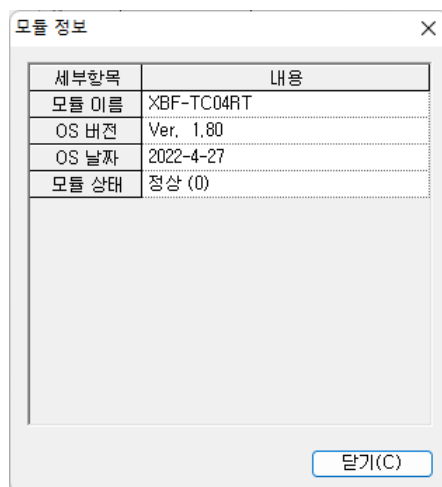 모듈 정보
세부항목 내용
모듈 이름 XBF-TC04RT
OS 버전 Ver. 1.80
OS 날짜 2022-4-27
모듈 상태 정상 (0)
닫기(C)